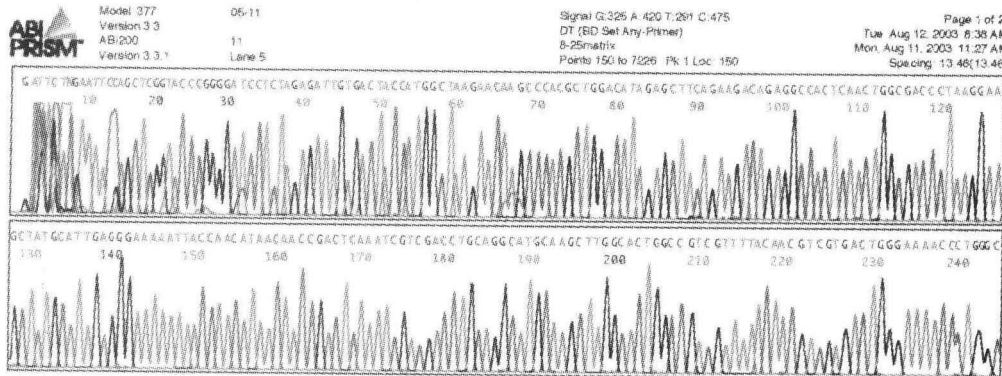 ABI PRISM
Model 377
Version 3.3
ABI200
Version 3.3.1
05-11
11
Lane 5
Signal G:325 A:420 T:291 C:475
DT {BD Set Any-Primer}
8-25matrix
Points 150 to 7226 Pk 1 Loc: 150
Page 1 of 2
Tue, Aug 12, 2003 8:38 AM
Mon, Aug 11, 2003 11:27 AM
Spacing: 13.46{13.46}
GATTCTAGAATTCCAGCTCGGTACCCGGGGATCCTCTAGAGATTGTGACTACCATGGCTAAGAACAAGCCCACGCTGGACATAGAGCTTCAGAAGACAGAGGCCACTCAACTGGCGACCCTAAGGAA
10 20 30 40 50 60 70 80 90 100 110 120
GCTATGCATTGAGGGAAAAATTACCAACATAACAACCGACTCAAATCGTCGACCTGCAGGCATGCAAGCTTGGCACTGGCCGTCGTTTTACAACGTCGTGACTGGGAAAACCCTGGGC
130 140 150 160 170 180 190 200 210 220 230 240